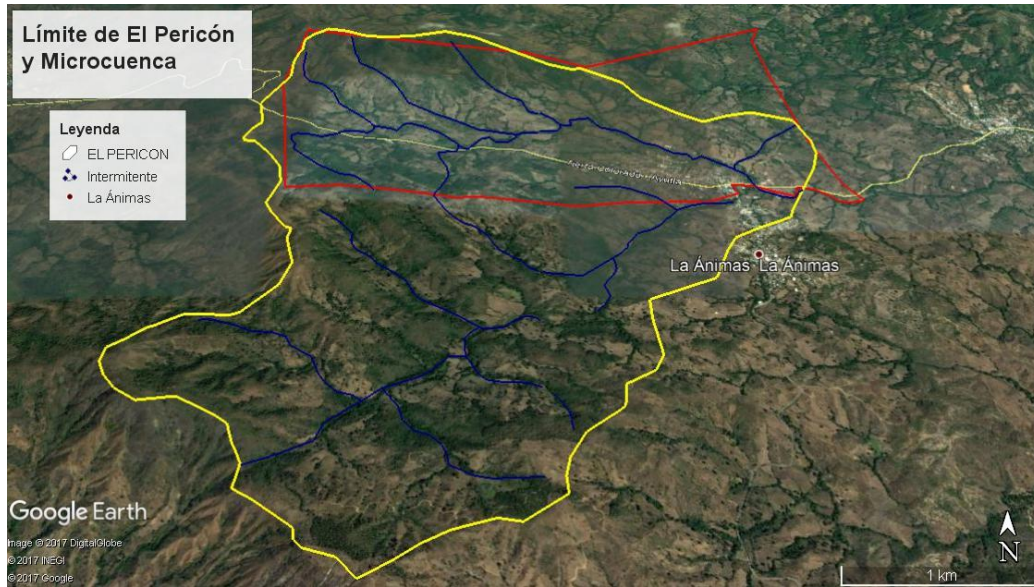 Límite de El Pericón
y Microcuenca
Leyenda
EL PERICON
Intermitente
La Ánimas
La Ánimas La Ánimas
Google Earth
Image © 2017 DigitalGlobe
© 2017 INEGI
© 2017 Google
N
1 km